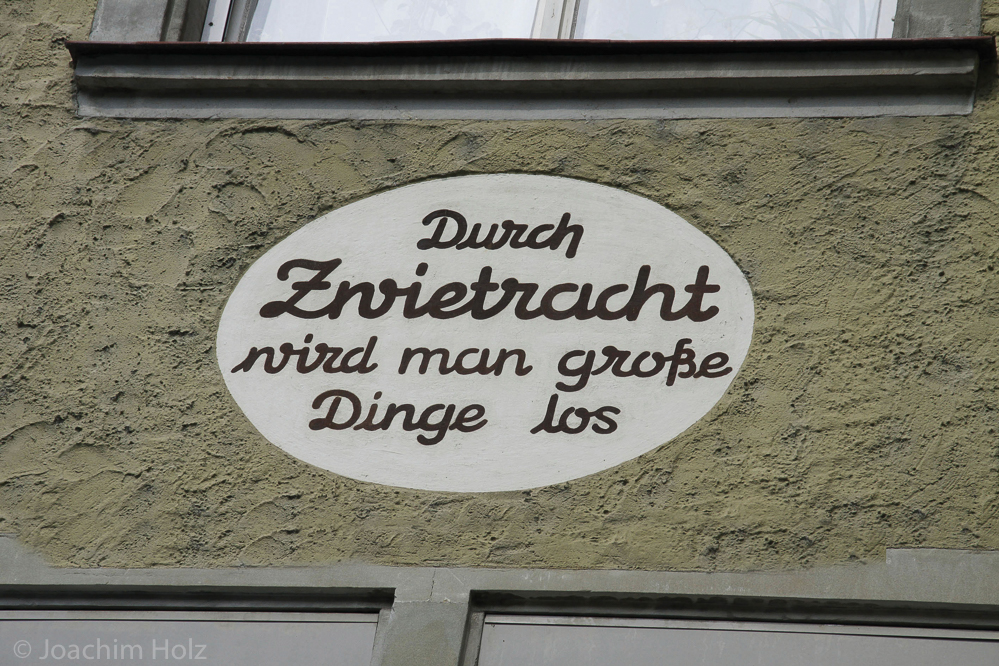 Durch
Zwietracht
wird man große
Dinge los
© Joachim Holz